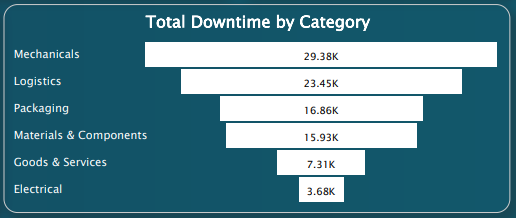 Total Downtime by Category
Mechanicals 29.38K
Logistics 23.45K
Packaging 16.86K
Materials & Components 15.93K
Goods & Services 7.31K
Electrical 3.68K